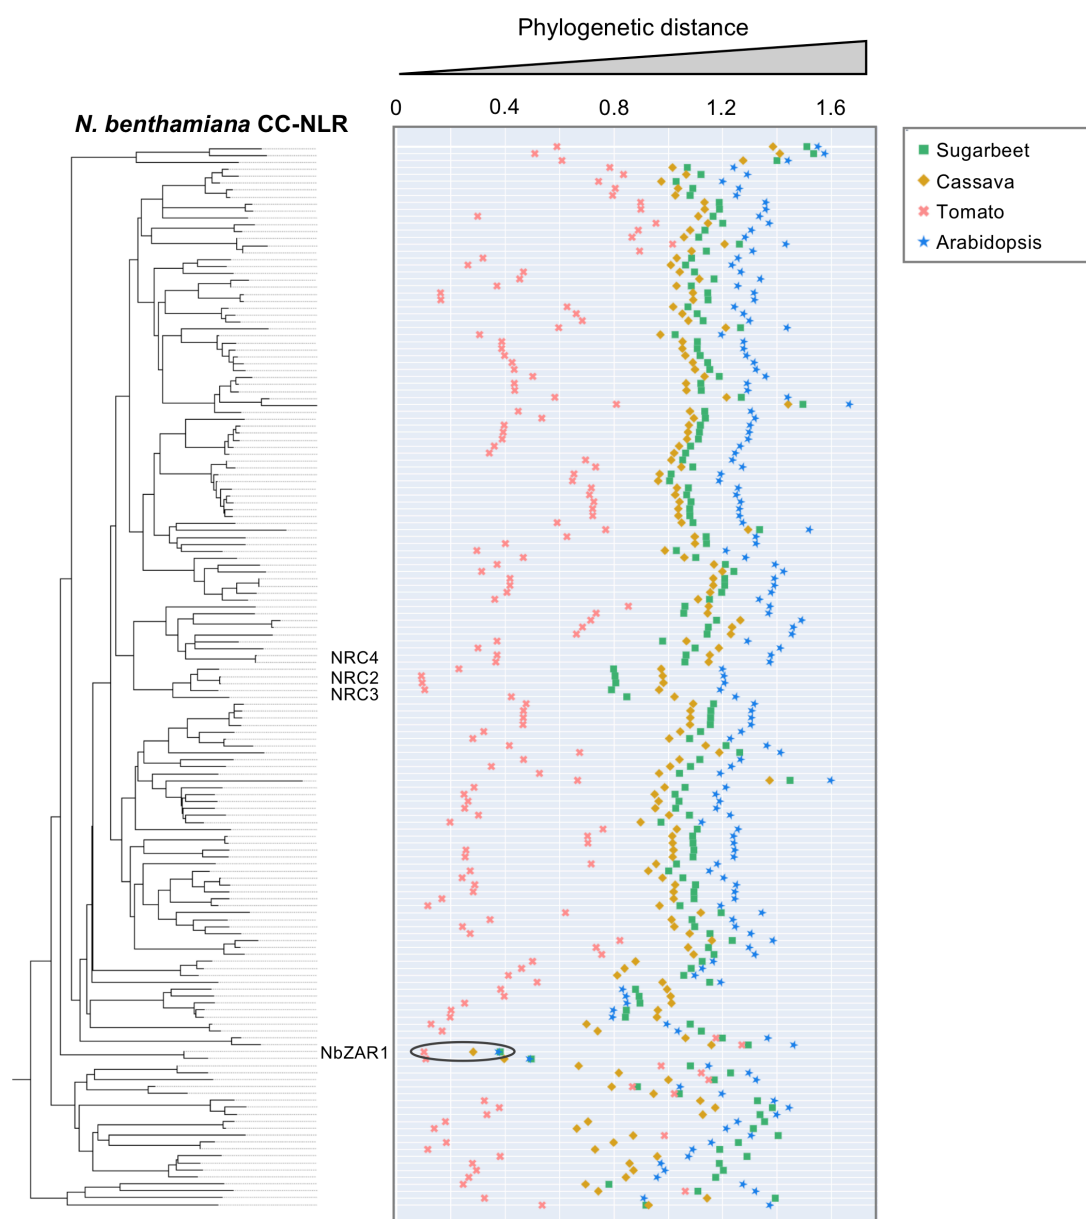 Phylogenetic distance
0 0.4 0.8 1.2 1.6
N. benthamiana CC-NLR
Sugarbeet
Cassava
Tomato
Arabidopsis
NRC4
NRC2
NRC3
NbZAR1